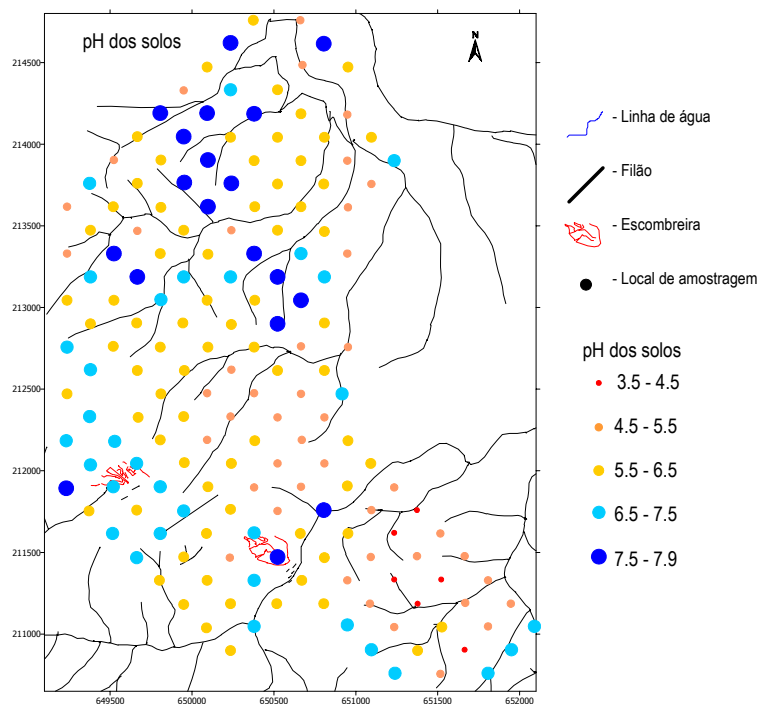 pH dos solos
N
214500
214000
213500
213000
212500
212000
211500
211000
649500
650000
650500
651000
651500
652000
- Linha de água
- Filão
- Escombreira
- Local de amostragem
pH dos solos
3.5 - 4.5
4.5 - 5.5
5.5 - 6.5
6.5 - 7.5
7.5 - 7.9